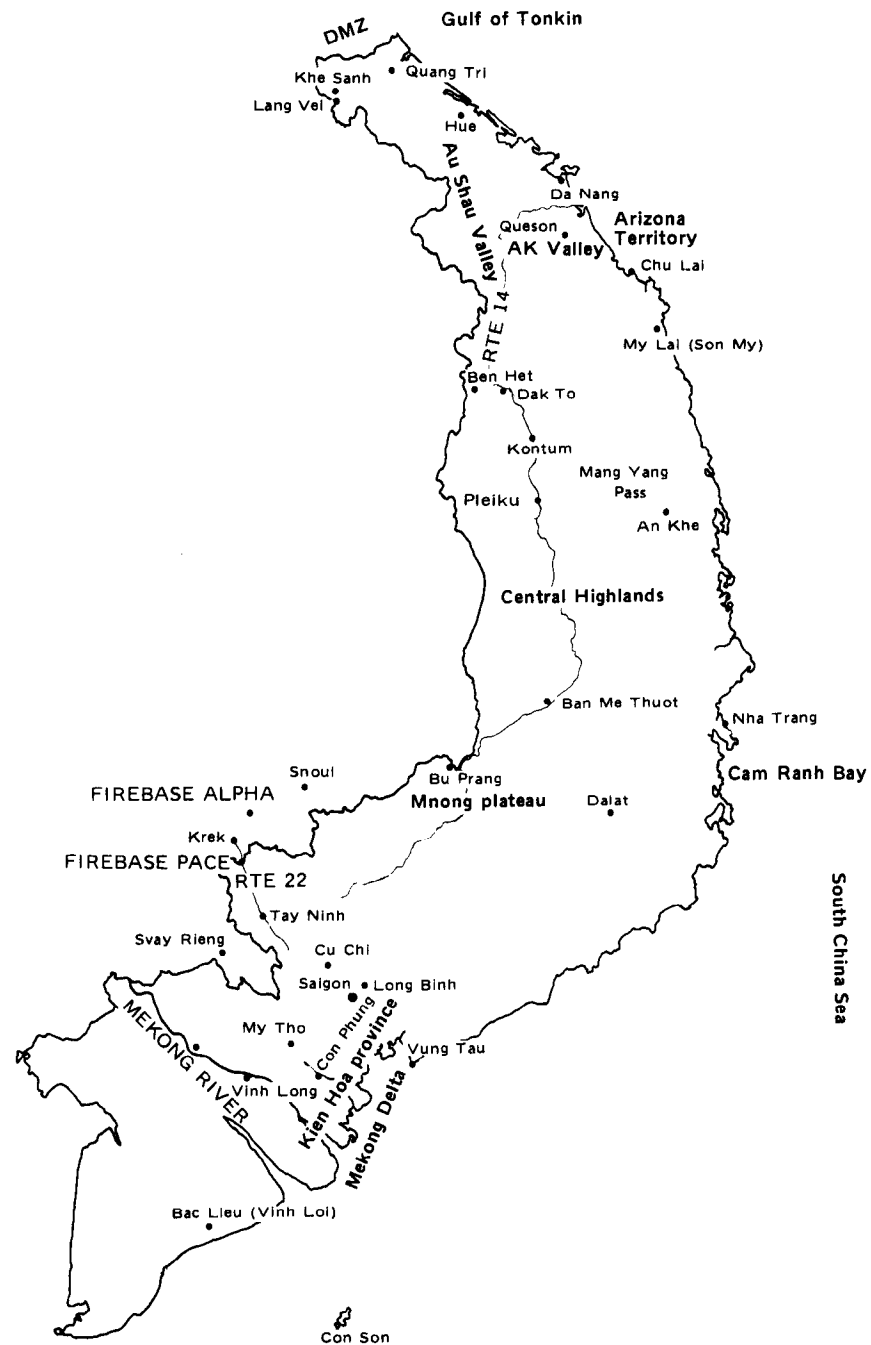 Gulf of Tonkin
DMZ
Khe Sanh
Quang Tri
Lang Vei
Hue
Au Shau Valley
Da Nang
Arizona
Territory
Queson
AK Valley
Chu Lai
RTE 14
My Lai (Son My)
Ben Het
Dak To
Kontum
Mang Yang
Pass
Pleiku
An Khe
Central Highlands
Ban Me Thuot
Nha Trang
Snoul
Bu Prang
Cam Ranh Bay
FIREBASE ALPHA
Mnong plateau
Dalat
Krek
FIREBASE PACE
RTE 22
South China Sea
Tay Ninh
Svay Rieng
Cu Chi
Saigon
Long Binh
MEKONG RIVER
My Tho
Con Phung
Kien Hoa province
Vung Tau
Vinh Long
Mekong Delta
Bac Lieu (Vinh Loi)
Con Son